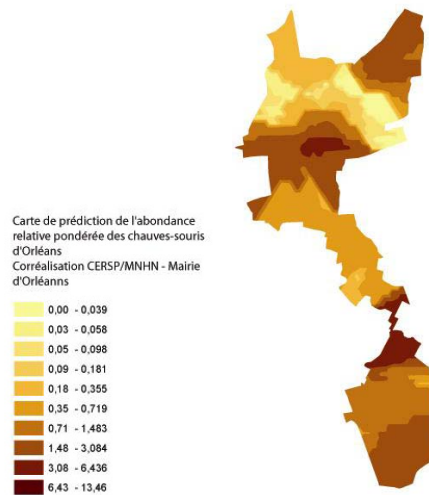 Carte de prédiction de l'abondance
relative pondérée des chauves-souris
d'Orléans
Corréalisation CERSP/MNHN - Mairie
d'Orléanns
0,00 - 0,039
0,03 - 0,058
0,05 - 0,098
0,09 - 0,181
0,18 - 0,355
0,35 - 0,719
0,71 - 1,483
1,48 - 3,084
3,08 - 6,436
6,43 - 13,46